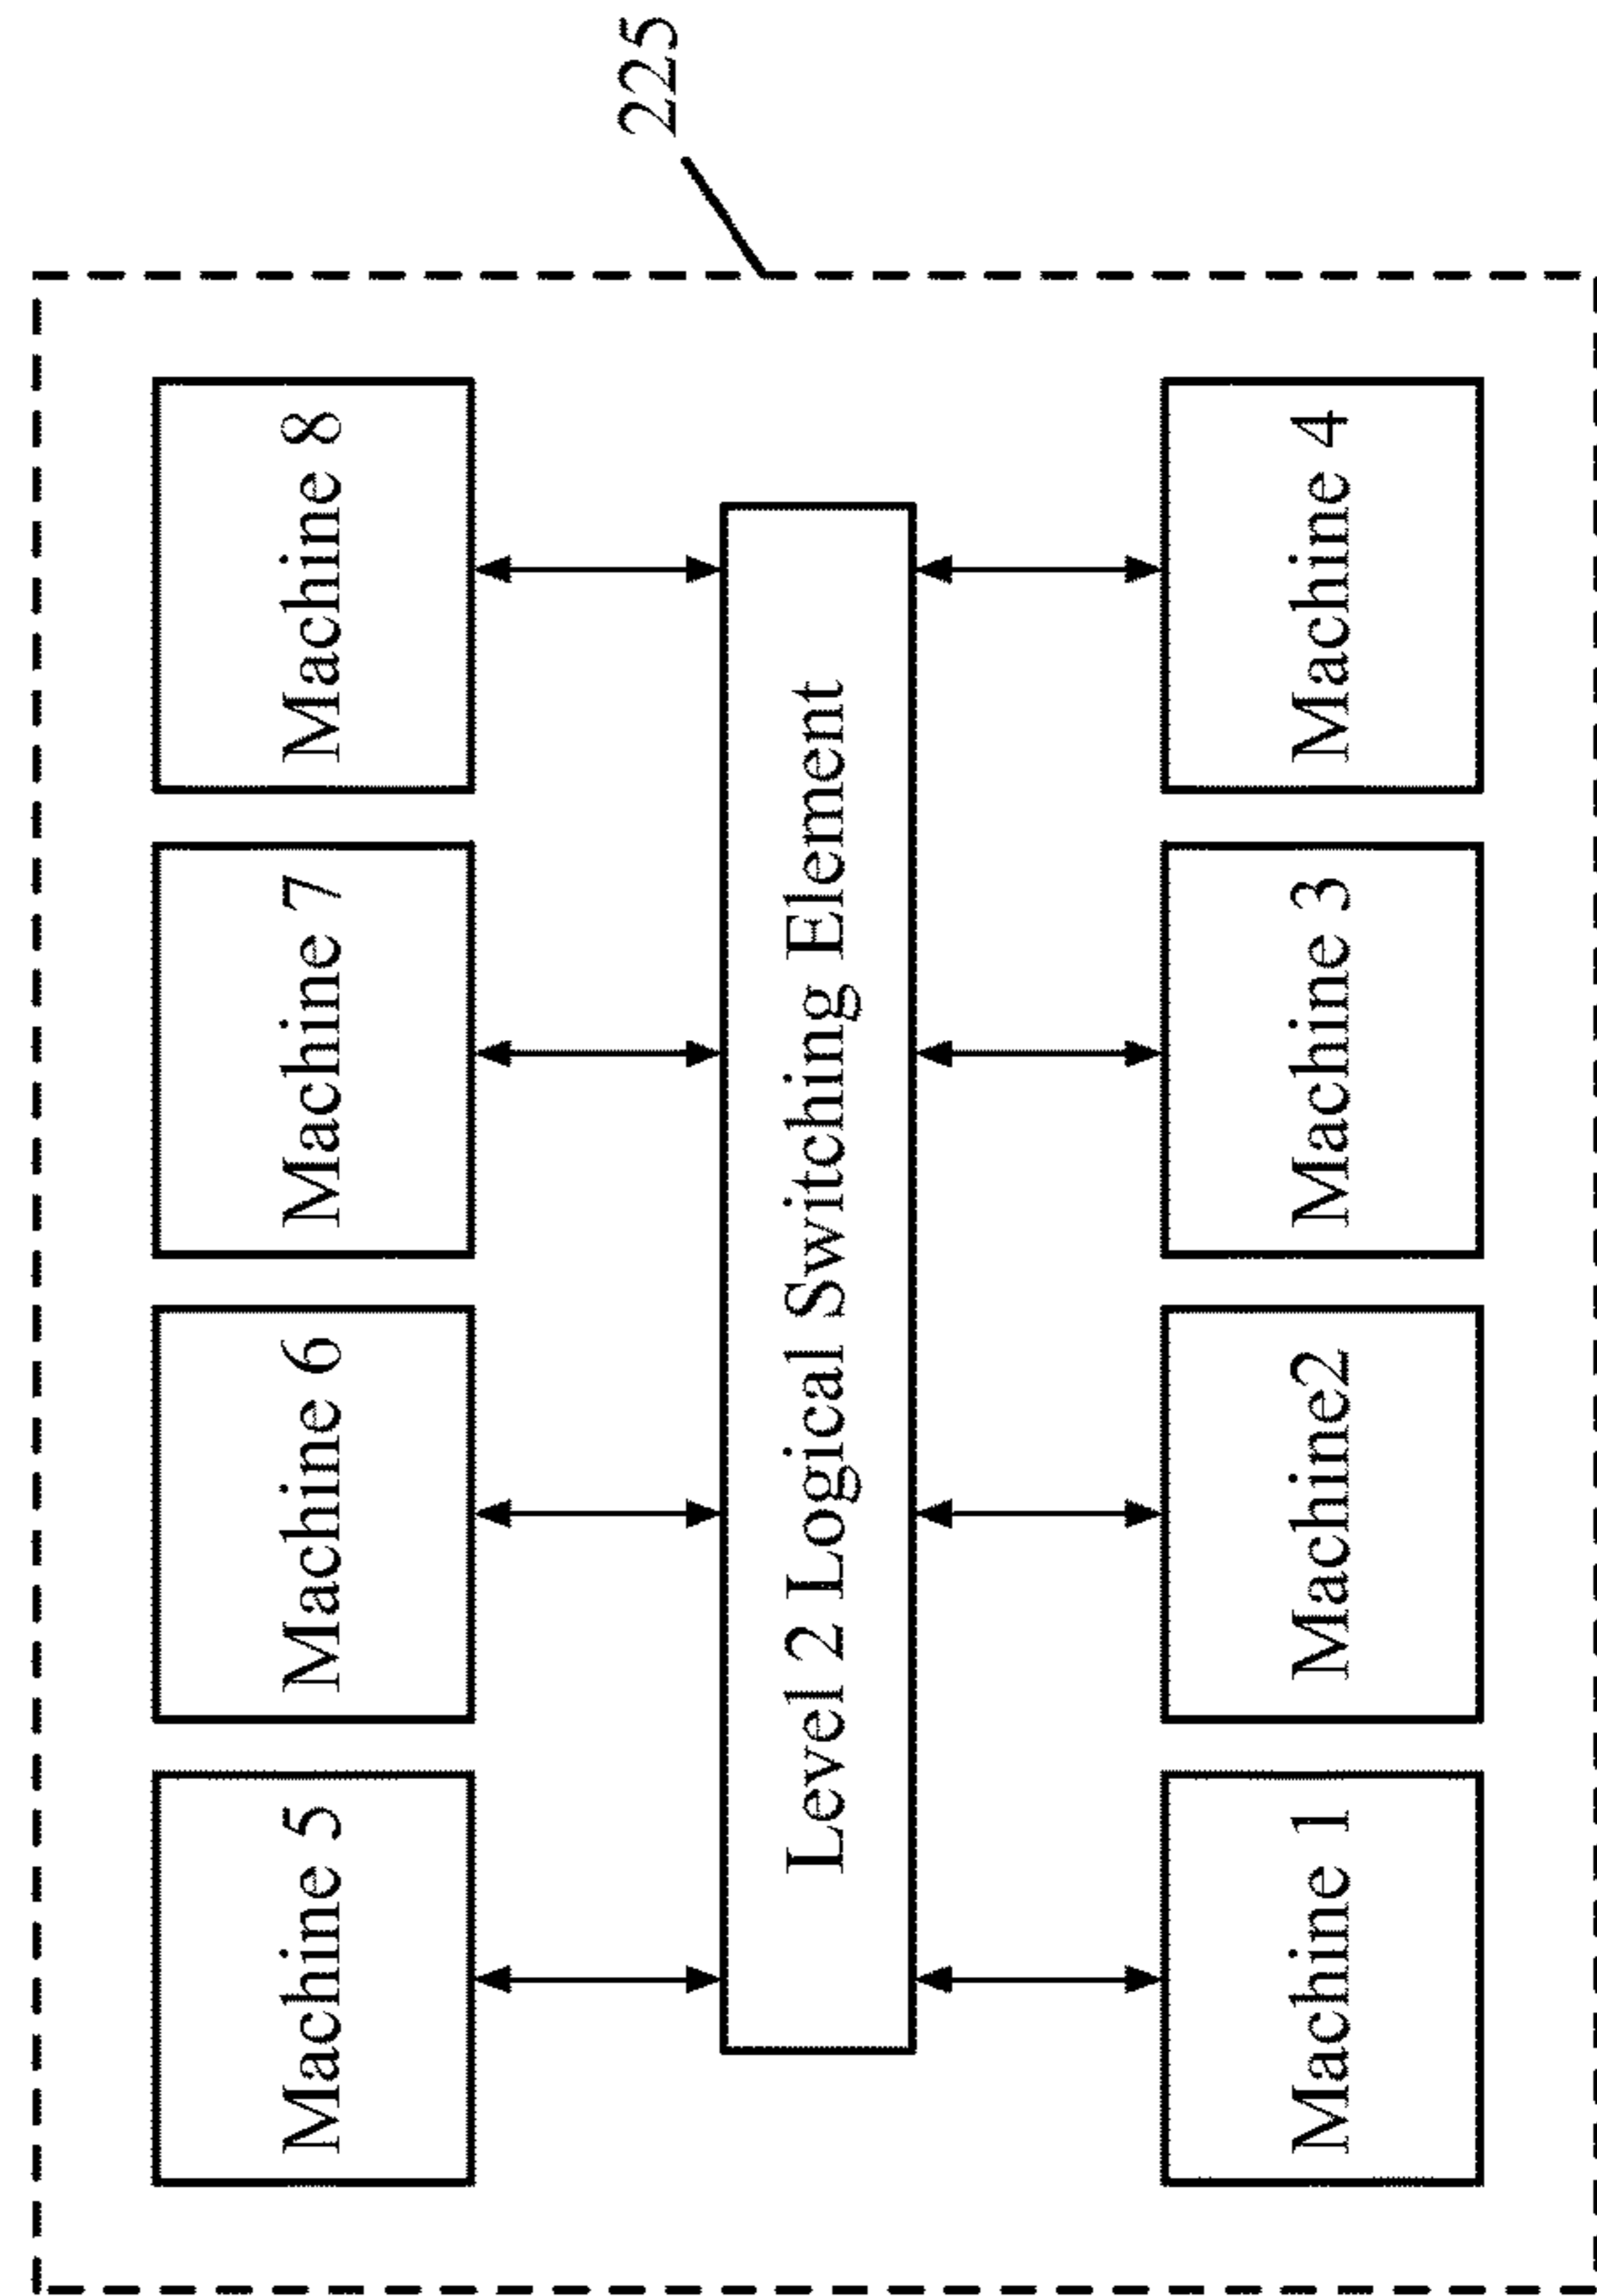 225
Machine 5
Machine 6
Machine 7
Machine 8
Level 2 Logical Switching Element
Machine 1
Machine2
Machine 3
Machine 4